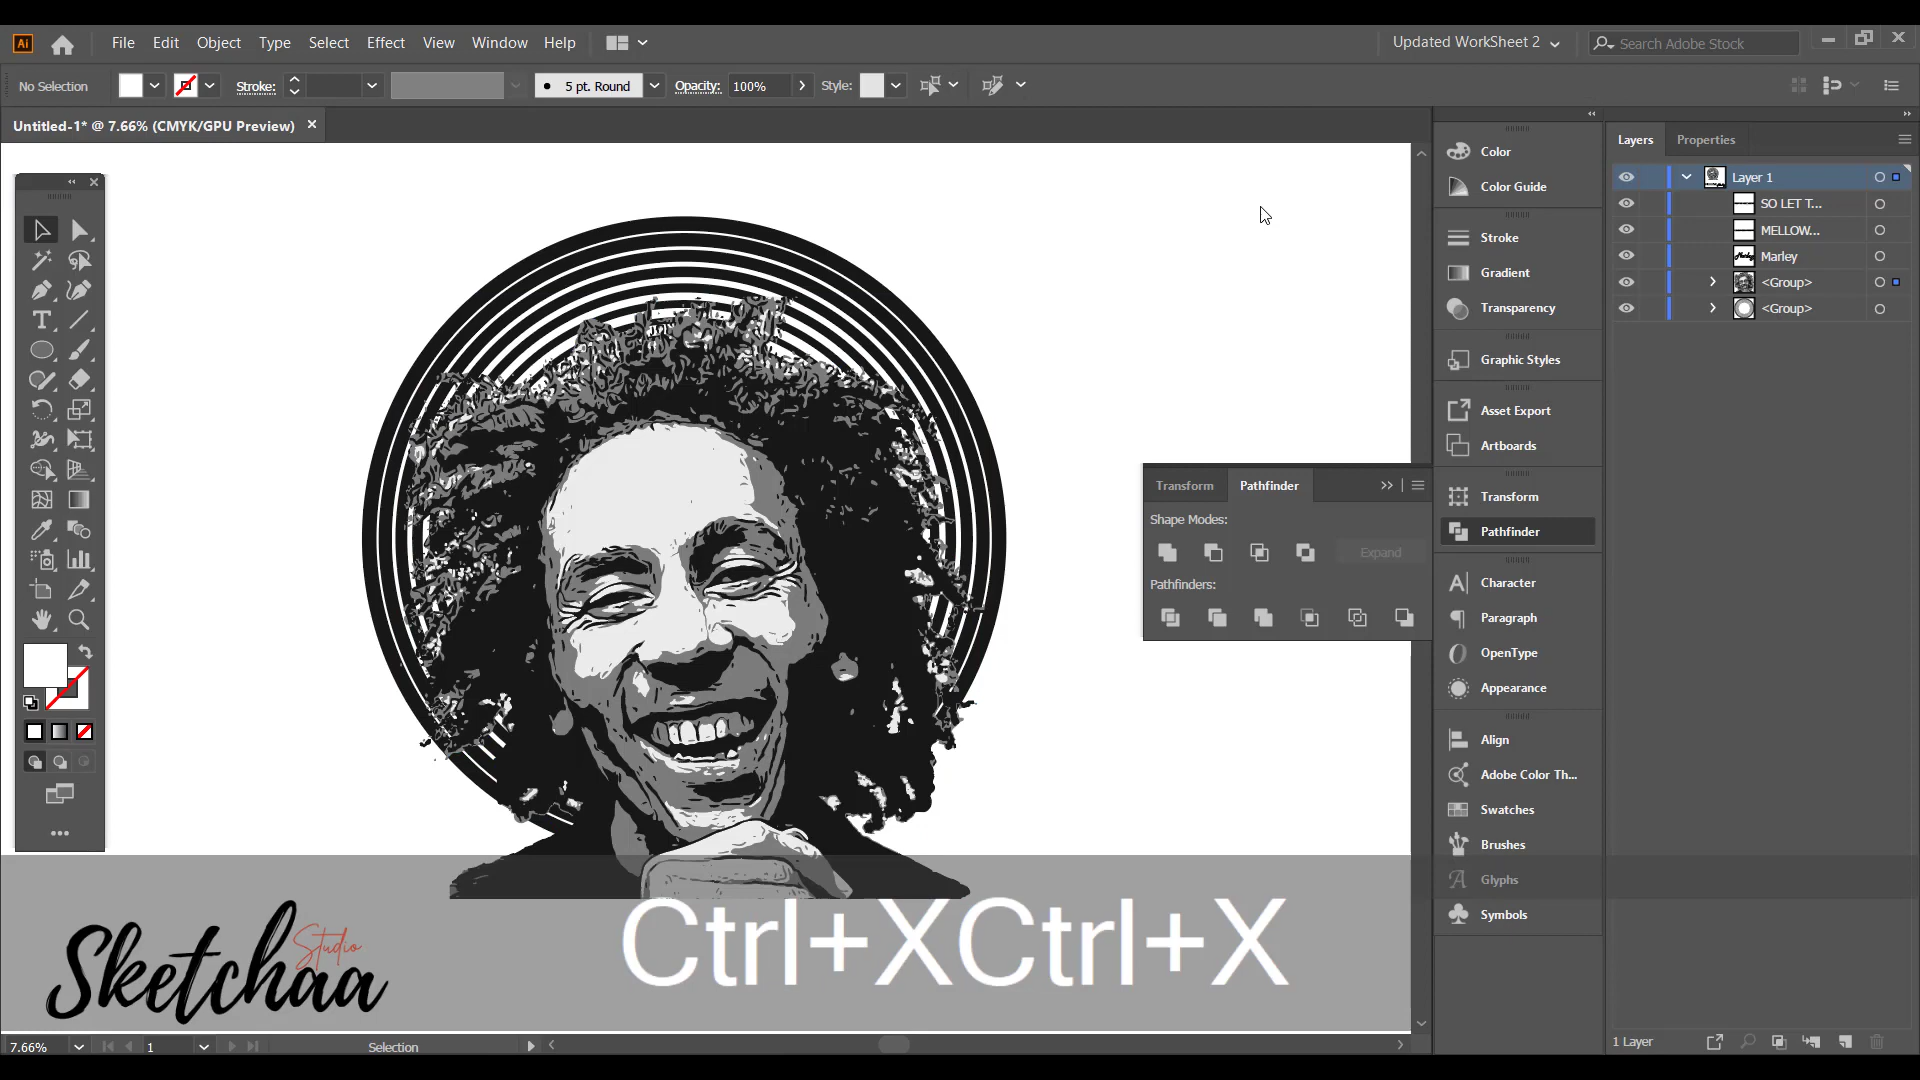 Ai File Edit Object Type Select Effect View Window Help Updated WorkSheet 2 Search Adobe Stock
No Selection Stroke: 5 pt. Round Opacity: 100% Style:
Untitled-1* @ 7.66% (CMYK/GPU Preview)
Layers Properties
Layer 1
SO LET T...
MELLOW...
Marley
<Group>
<Group>
Color
Color Guide
Stroke
Gradient
Transparency
Graphic Styles
Asset Export
Artboards
Transform
Pathfinder
Character
Paragraph
OpenType
Appearance
Align
Adobe Color Th...
Swatches
Brushes
Glyphs
Symbols
Transform Pathfinder
Shape Modes:
Expand
Pathfinders:
Sketchaa Studio
Ctrl+XCtrl+X
7.66% 1 Selection
1 Layer